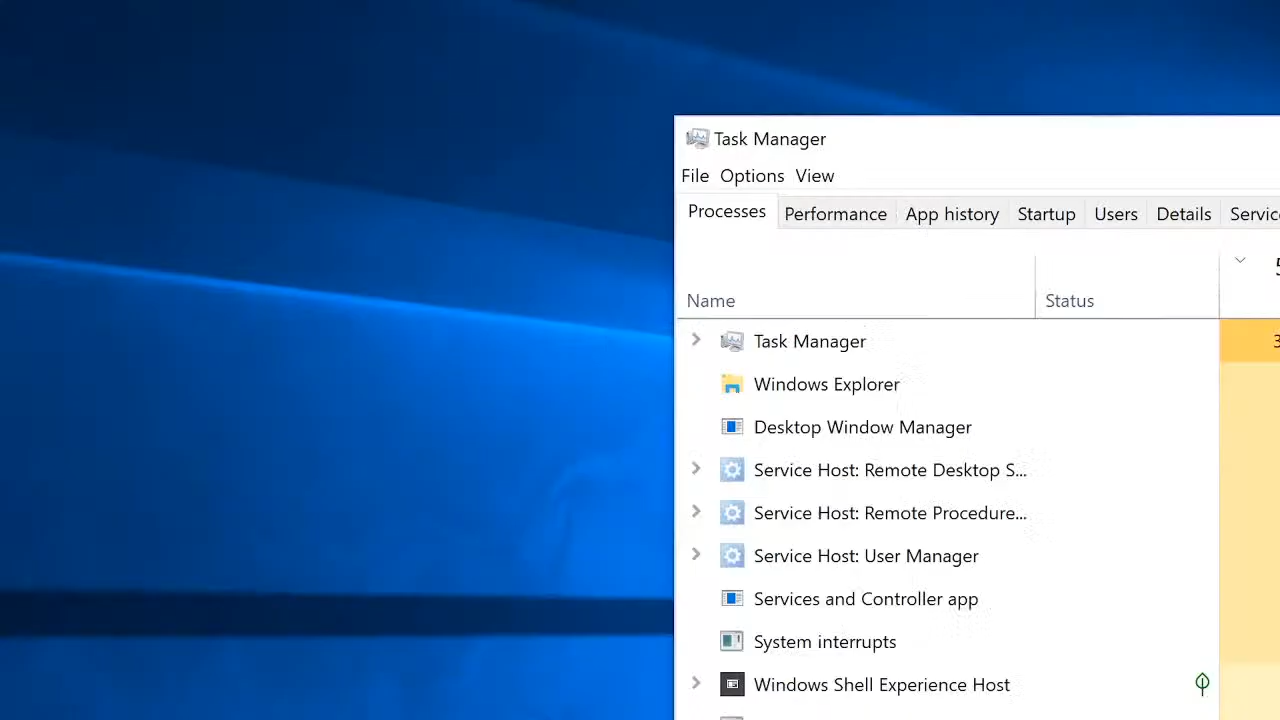 Task Manager
File Options View
Processes Performance App history Startup Users Details
Name Status
Task Manager
Windows Explorer
Desktop Window Manager
Service Host: Remote Desktop S...
Service Host: Remote Procedure...
Service Host: User Manager
Services and Controller app
System interrupts
Windows Shell Experience Host